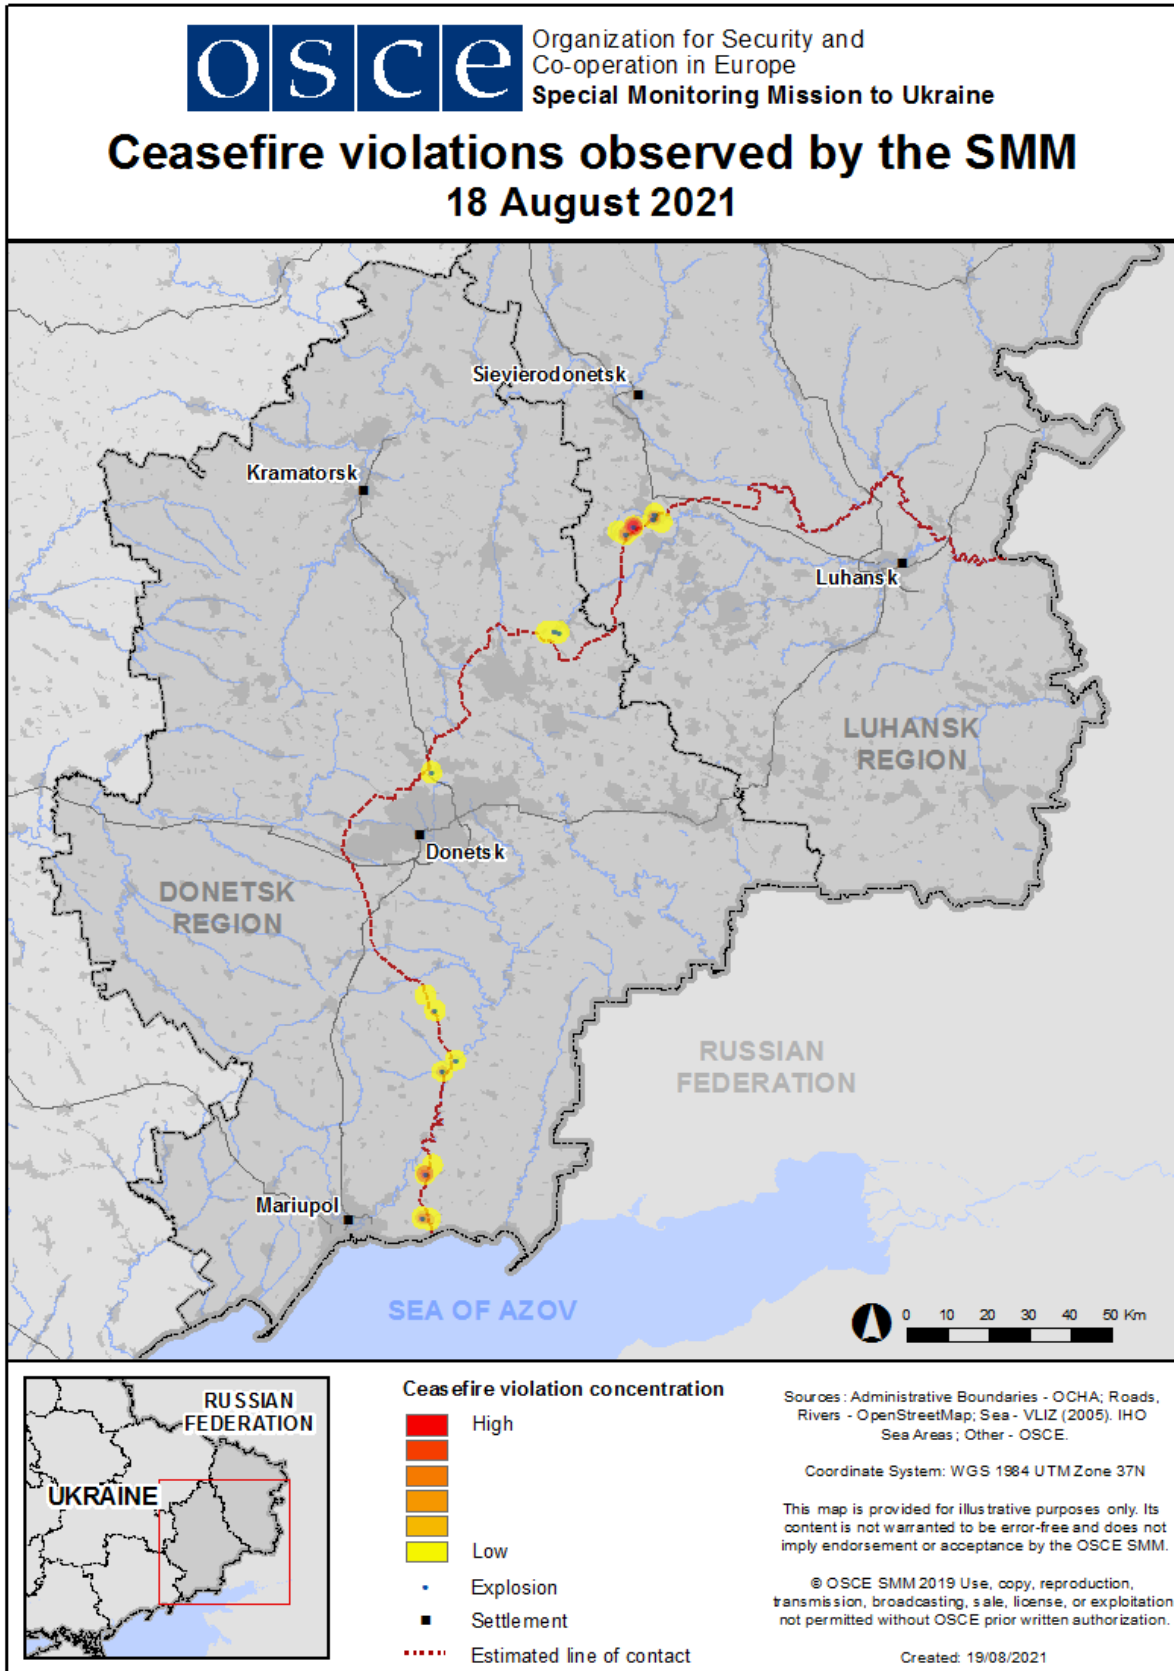 osce
Organization for Security and
Co-operation in Europe
Special Monitoring Mission to Ukraine
Ceasefire violations observed by the SMM
18 August 2021
Sievierodonetsk
Kramatorsk
Luhansk
LUHANSK
REGION
Donetsk
DONETSK
REGION
RUSSIAN
FEDERATION
Mariupol
SEA OF AZOV
0 10 20 30 40 50 Km
RUSSIAN
FEDERATION
UKRAINE
Ceasefire violation concentration
High
Low
Explosion
Settlement
Estimated line of contact
Sources: Administrative Boundaries - OCHA; Roads,
Rivers - OpenStreetMap; Sea - VLIZ (2005). IHO
Sea Areas; Other - OSCE.
Coordinate System: WGS 1984 UTM Zone 37N
This map is provided for illustrative purposes only. Its
content is not warranted to be error-free and does not
imply endorsement or acceptance by the OSCE SMM.
© OSCE SMM 2019 Use, copy, reproduction,
transmission, broadcasting, sale, license, or exploitation
not permitted without OSCE prior written authorization.
Created: 19/08/2021